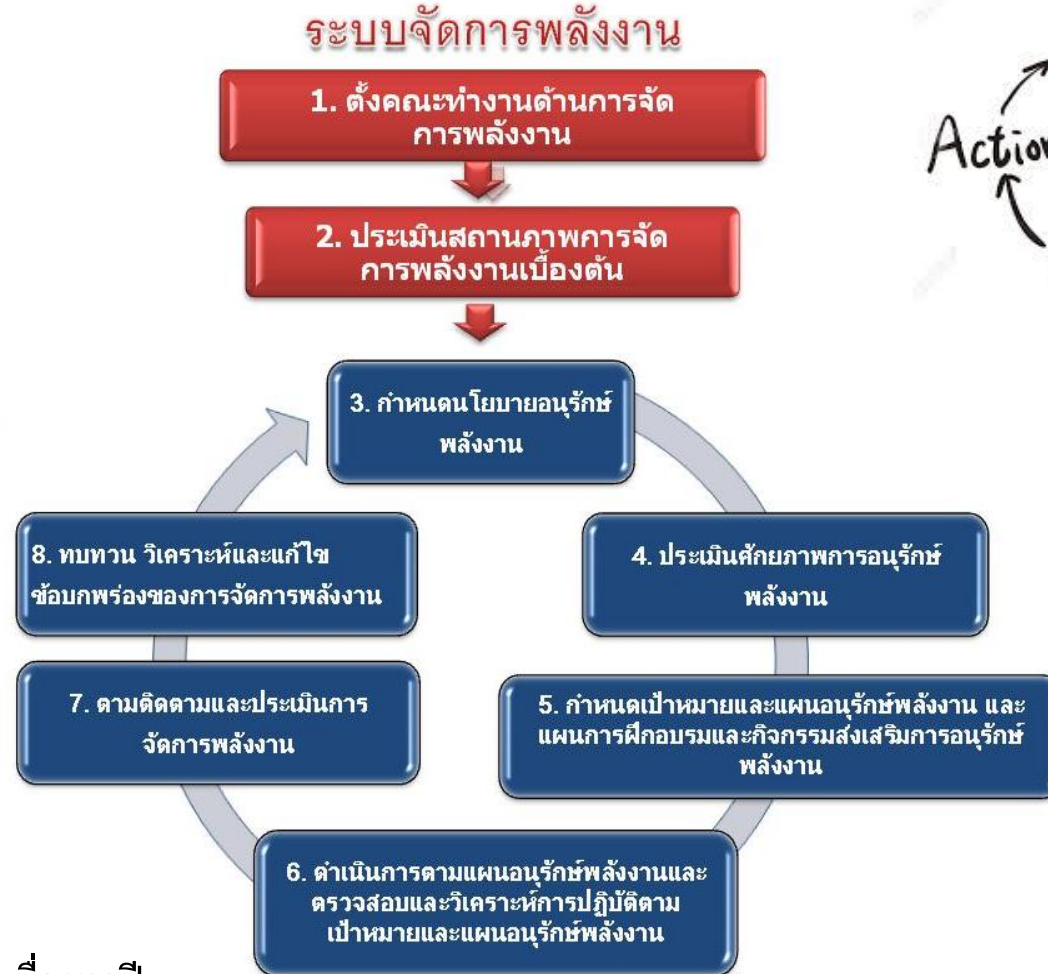 ระบบจัดการพลังงาน
1. ตั้งคณะทำงานด้านการจัด
การพลังงาน
2. ประเมินสถานภาพการจัด
การพลังงานเบื้องต้น
3. กำหนดนโยบายอนุรักษ์
พลังงาน
4. ประเมินศักยภาพการอนุรักษ์
พลังงาน
5. กำหนดเป้าหมายและแผนอนุรักษ์พลังงาน และ
แผนการฝึกอบรมและกิจกรรมส่งเสริมการอนุรักษ์
พลังงาน
6. ดำเนินการตามแผนอนุรักษ์พลังงานและ
ตรวจสอบและวิเคราะห์การปฏิบัติตาม
เป้าหมายและแผนอนุรักษ์พลังงาน
7. ตามติดตามและประเมินการ
จัดการพลังงาน
8. ทบทวน วิเคราะห์และแก้ไข
ข้อบกพร่องของการจัดการพลังงาน
Action